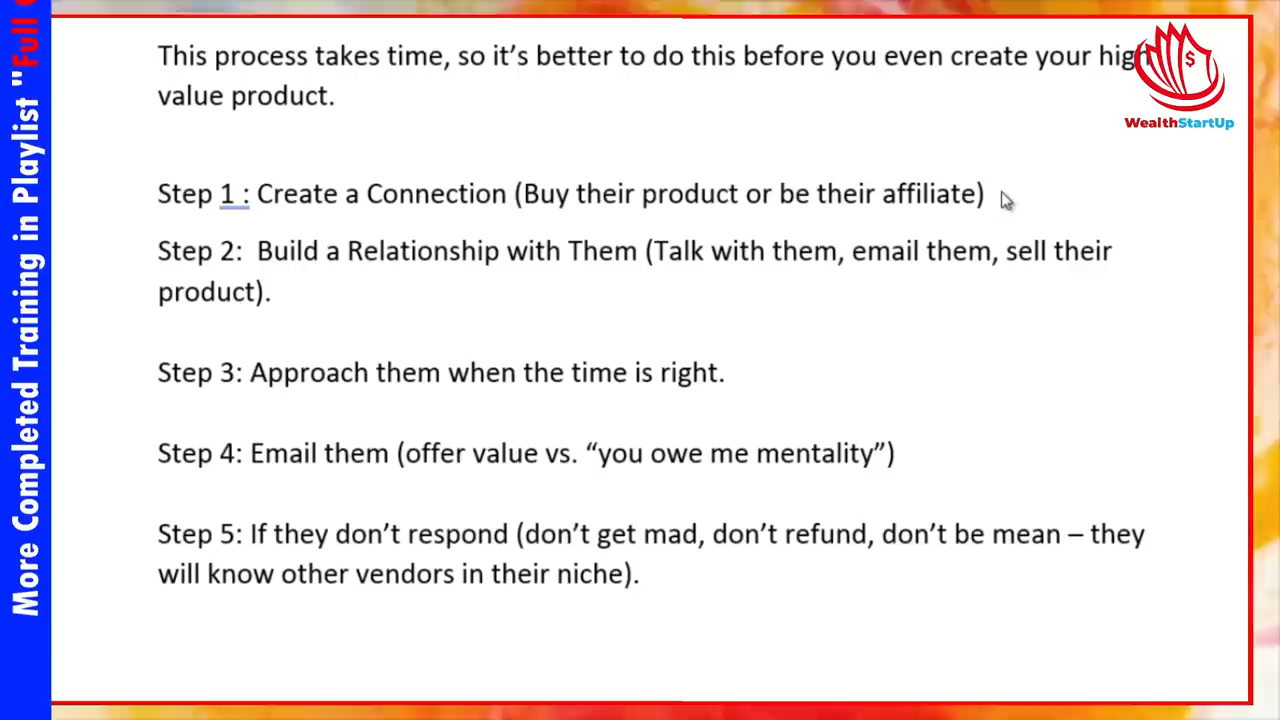 This process takes time, so it's better to do this before you even create your high
value product.
Step 1 : Create a Connection (Buy their product or be their affiliate)
Step 2:  Build a Relationship with Them (Talk with them, email them, sell their
product).
Step 3: Approach them when the time is right.
Step 4: Email them (offer value vs. “you owe me mentality”)
Step 5: If they don’t respond (don’t get mad, don’t refund, don’t be mean – they
will know other vendors in their niche).
$
WealthStartUp
More Completed Training in Playlist "Full